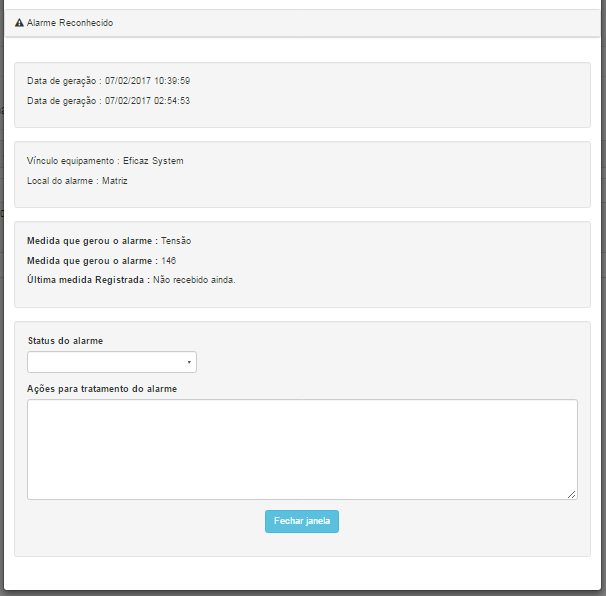 Alarme Reconhecido
Data de geração : 07/02/2017 10:39:59
Data de geração : 07/02/2017 02:54:53
Vínculo equipamento : Eficaz System
Local do alarme : Matriz
Medida que gerou o alarme : Tensão
Medida que gerou o alarme : 146
Última medida Registrada : Não recebido ainda.
Status do alarme
Ações para tratamento do alarme
Fechar janela